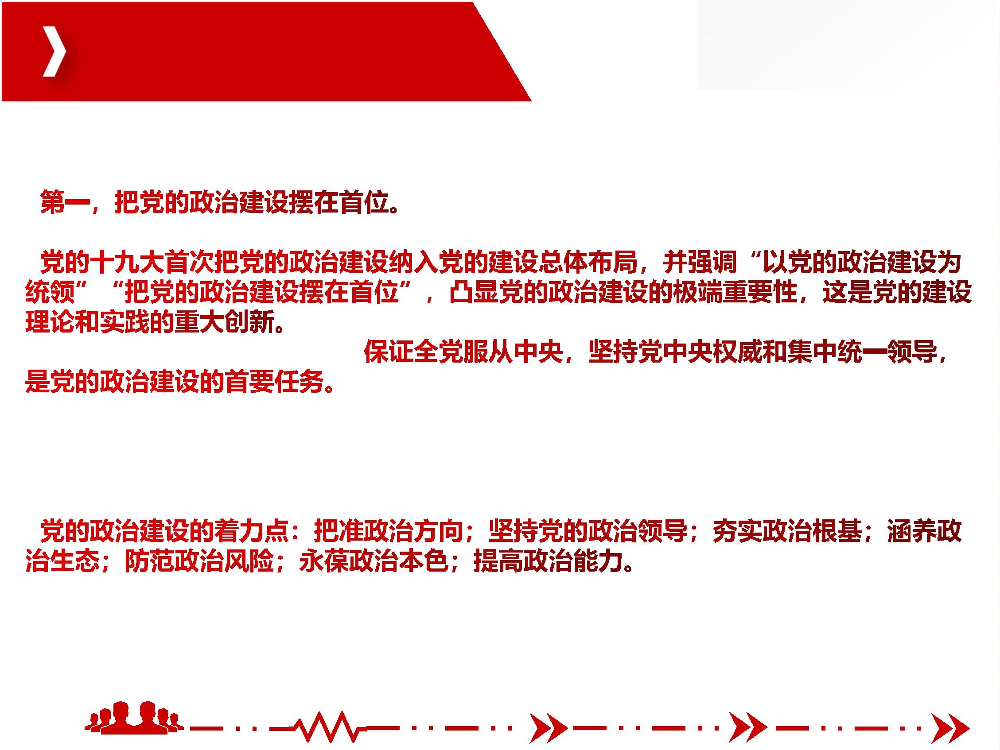 第一，把党的政治建设摆在首位。
党的十九大首次把党的政治建设纳入党的建设总体布局，并强调“以党的政治建设为
统领”“把党的政治建设摆在首位”，凸显党的政治建设的极端重要性，这是党的建设
理论和实践的重大创新。
保证全党服从中央，坚持党中央权威和集中统一领导，
是党的政治建设的首要任务。
党的政治建设的着力点：把准政治方向；坚持党的政治领导；夯实政治根基；涵养政
治生态；防范政治风险；永葆政治本色；提高政治能力。